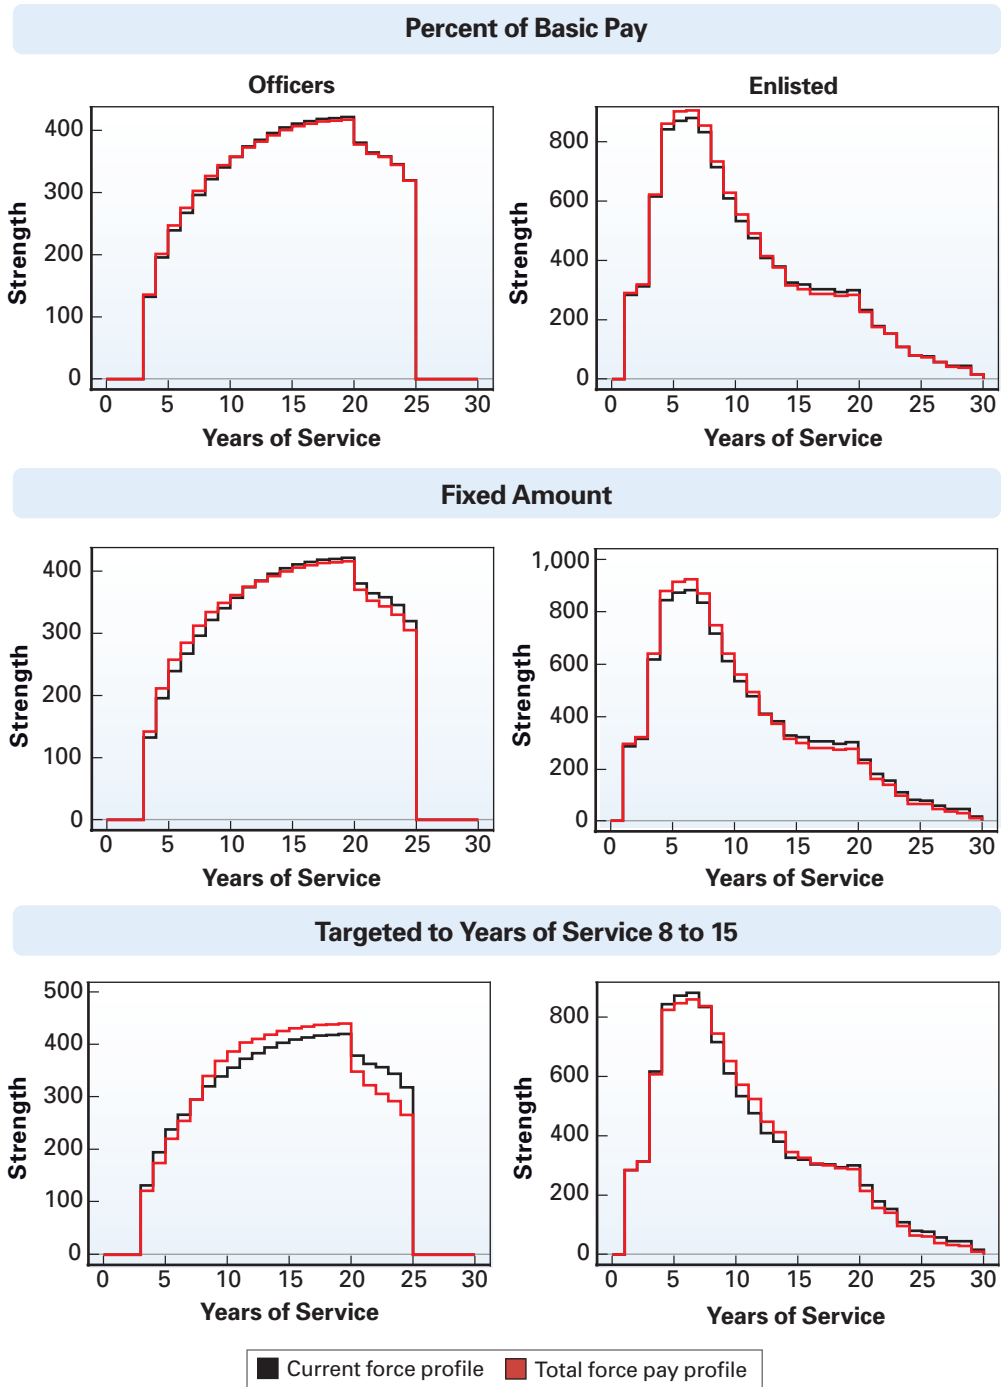 Percent of Basic Pay
Officers
Enlisted
Strength
400
300
200
100
0
0 5 10 15 20 25 30
Years of Service
Strength
800
600
400
200
0
0 5 10 15 20 25 30
Years of Service
Fixed Amount
Strength
400
300
200
100
0
0 5 10 15 20 25 30
Years of Service
Strength
1,000
800
600
400
200
0
0 5 10 15 20 25 30
Years of Service
Targeted to Years of Service 8 to 15
Strength
500
400
300
200
100
0
0 5 10 15 20 25 30
Years of Service
Strength
800
600
400
200
0
0 5 10 15 20 25 30
Years of Service
Current force profile Total force pay profile